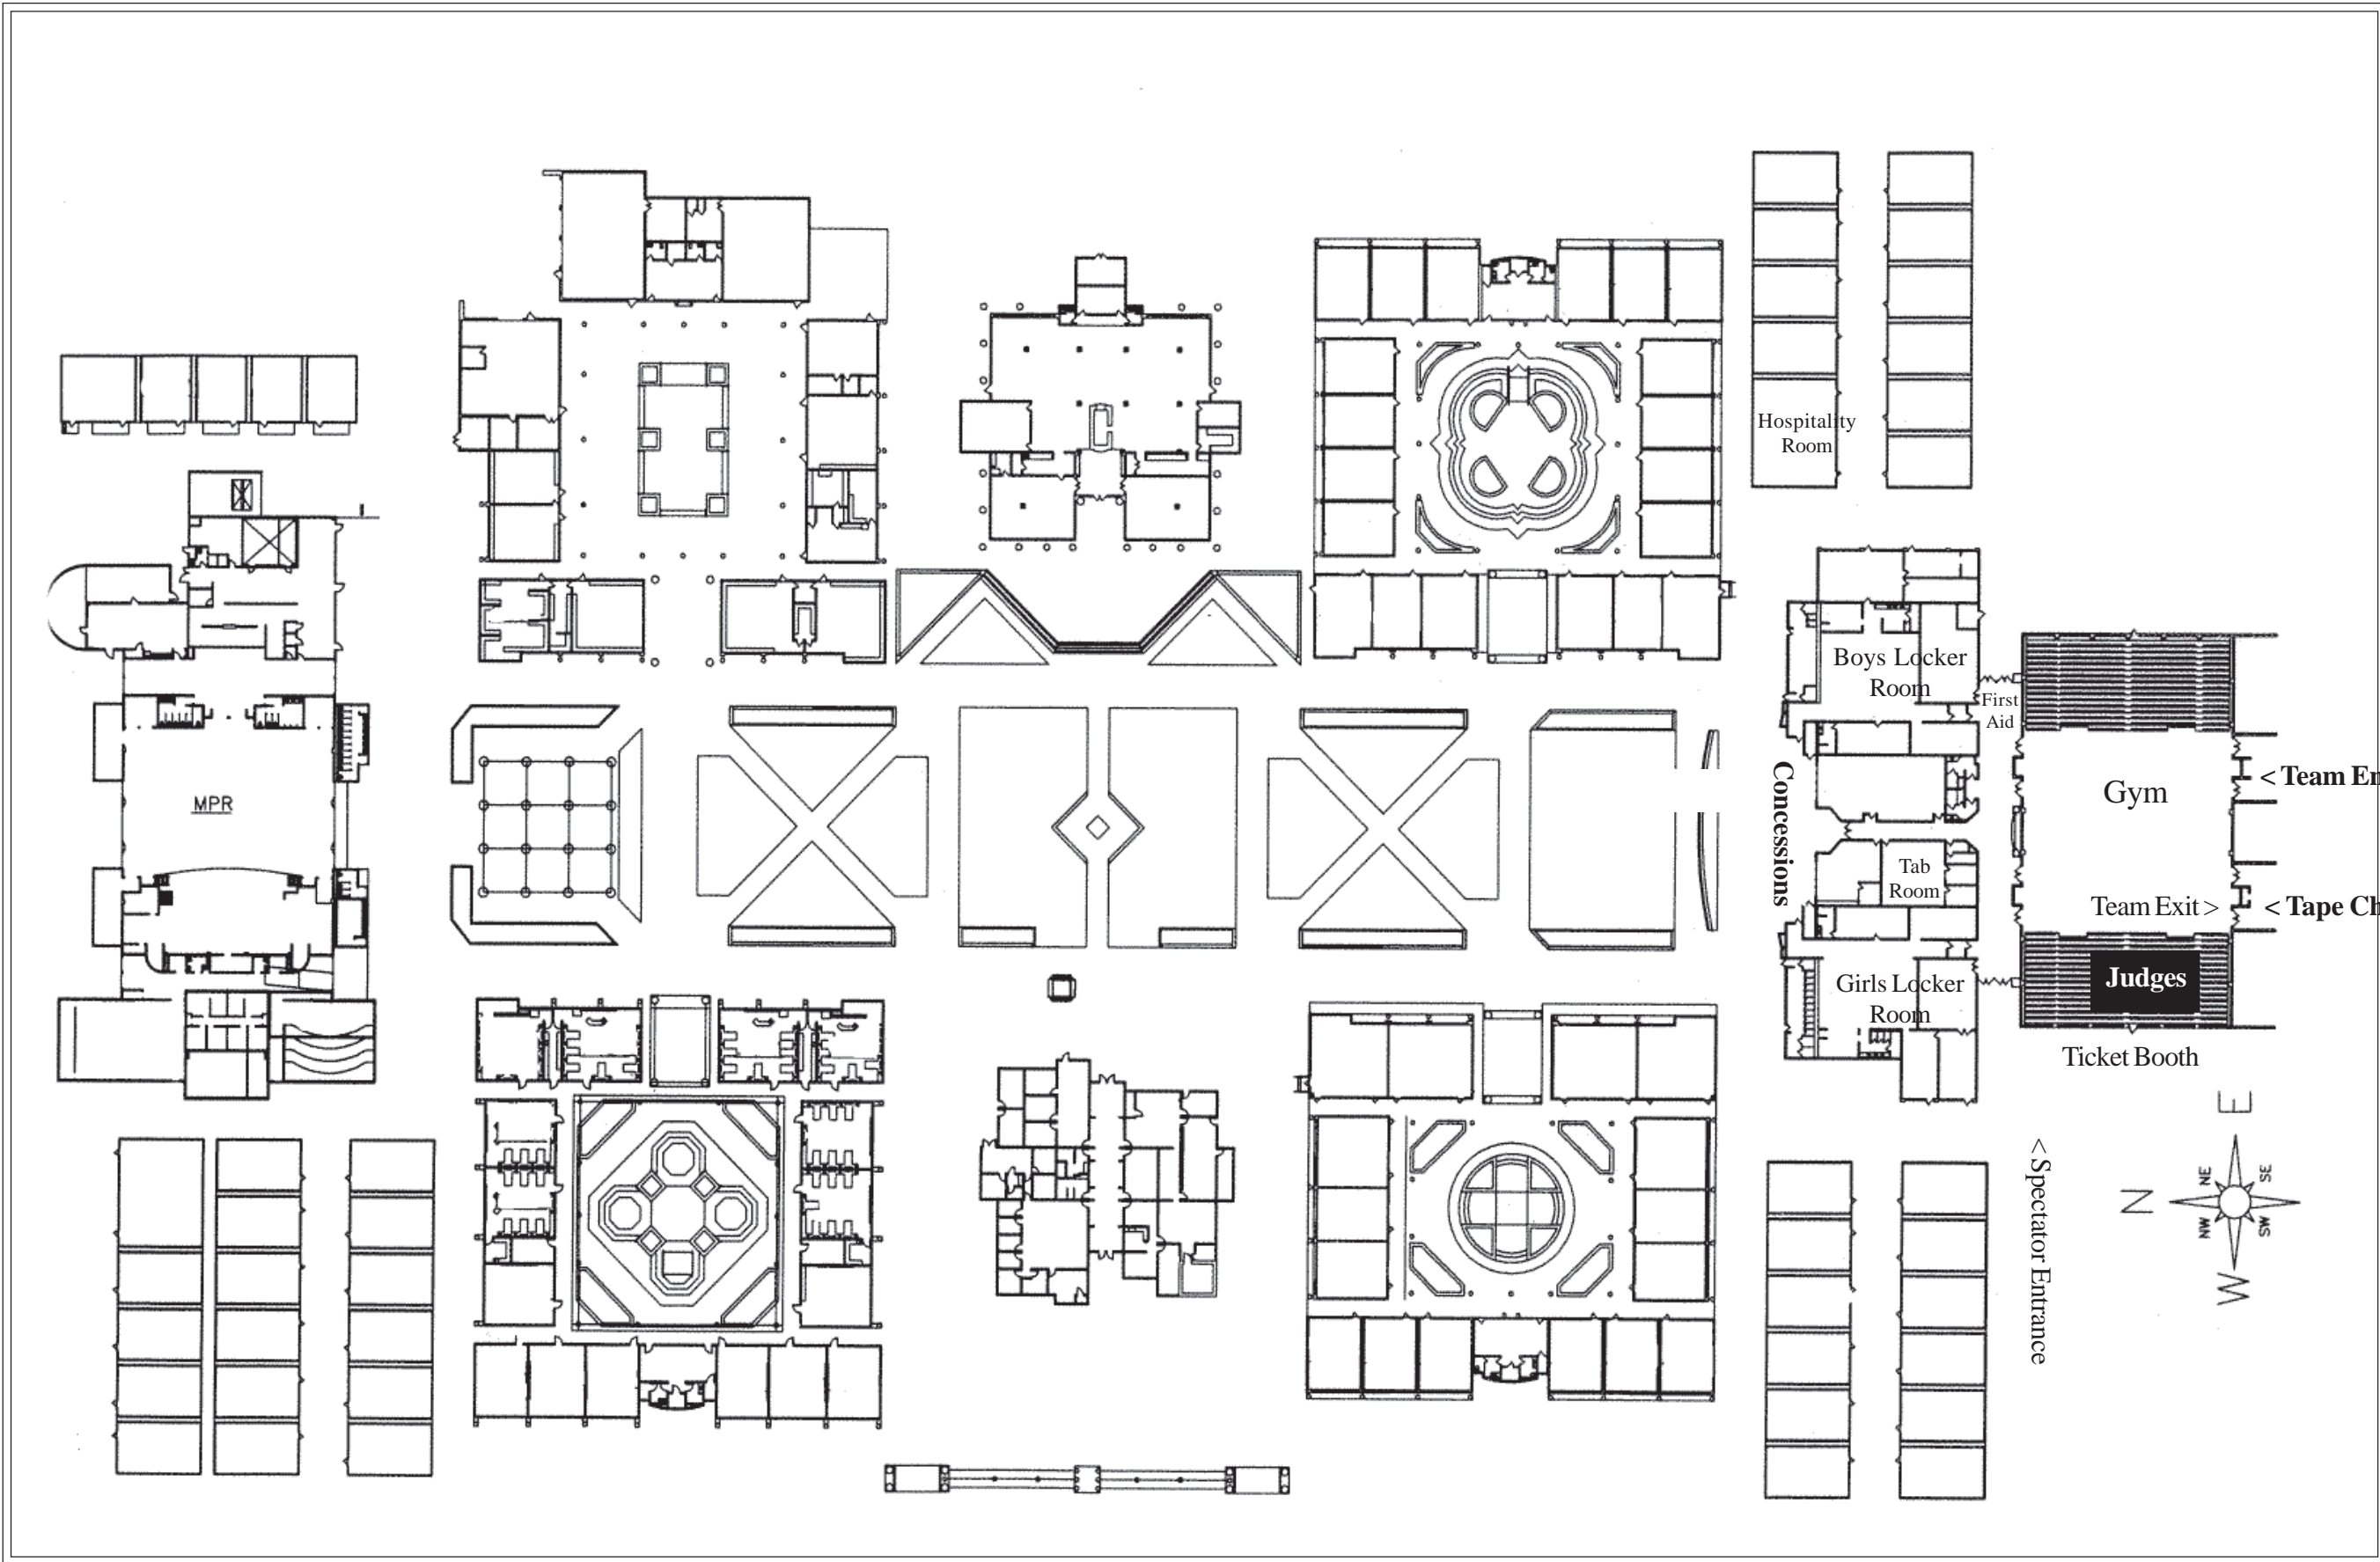 Hospitality
Room
Boys Locker
Room
First
Aid
Concessions
Gym
< Team En
MPR
Tab
Room
Team Exit >
< Tape Ch
Judges
Girls Locker
Room
Ticket Booth
< Spectator Entrance
E
NE
SE
N
NW
SW
W